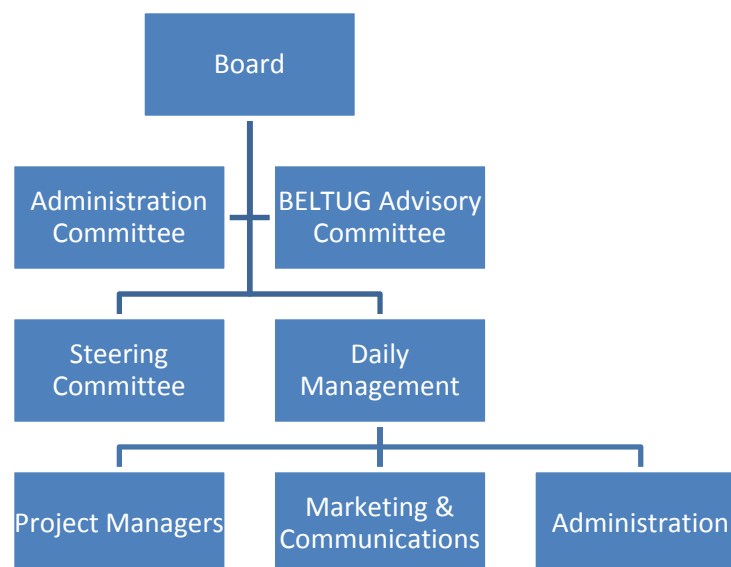 Board
Administration
Committee
BELTUG Advisory
Committee
Steering
Committee
Daily
Management
Project Managers
Marketing &
Communications
Administration